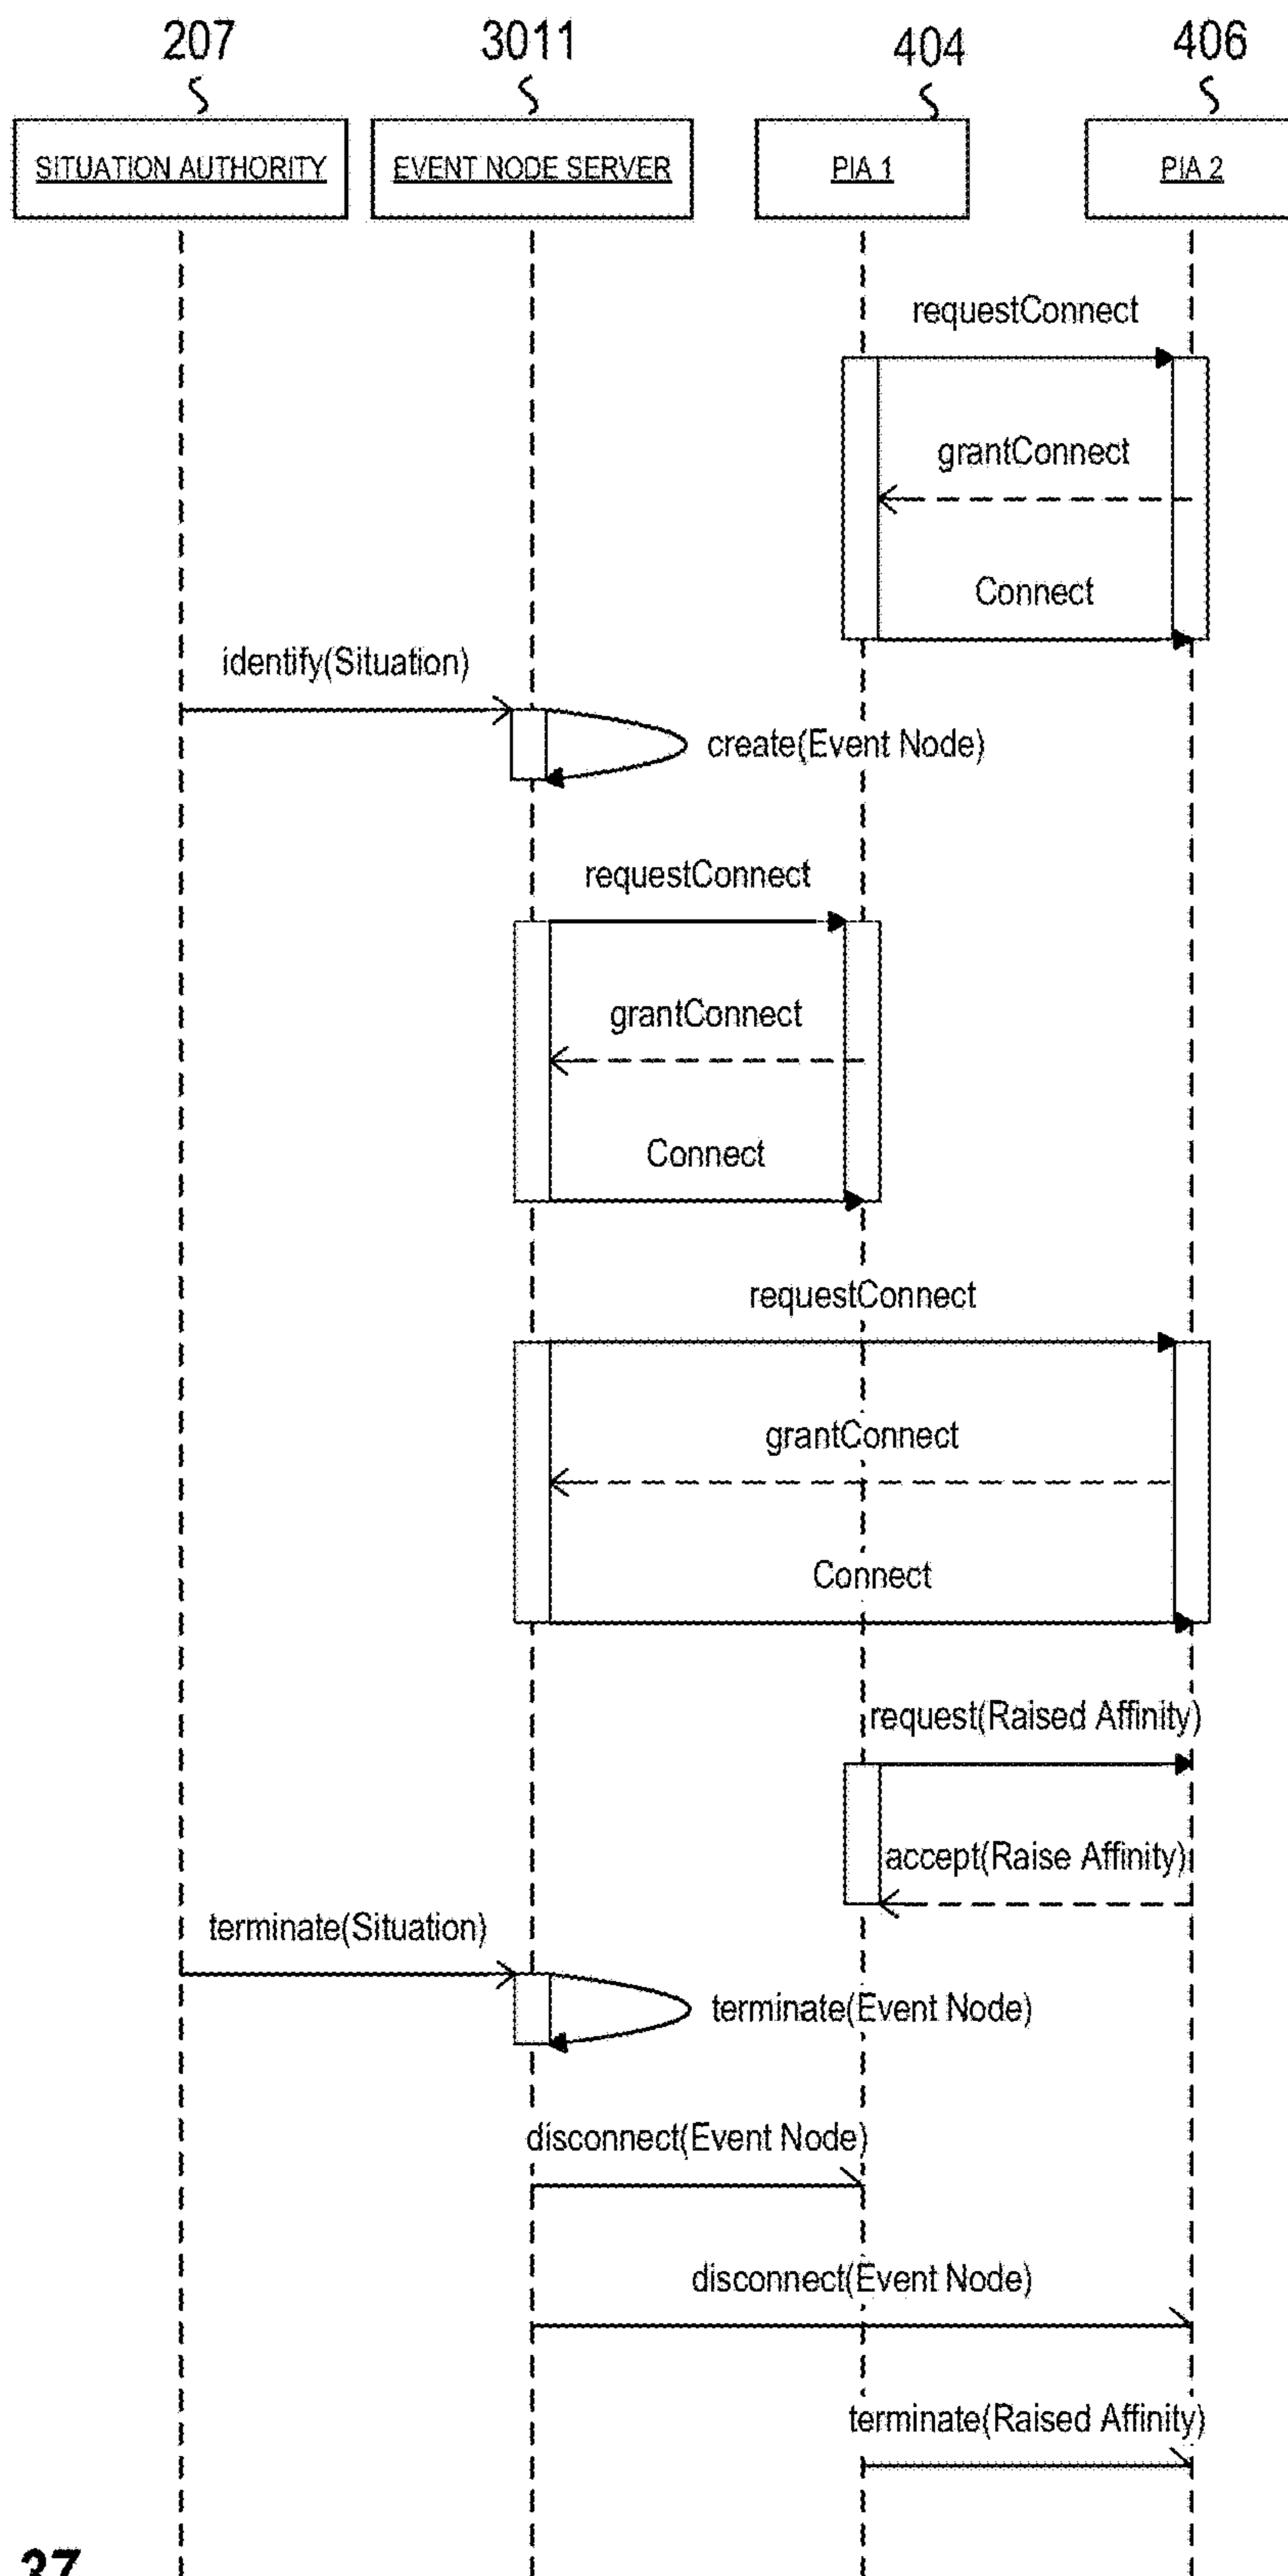 207 3011 404 406
SITUATION AUTHORITY EVENT NODE SERVER PIA 1 PIA 2
requestConnect
grantConnect
Connect
identify(Situation)
create(Event Node)
requestConnect
grantConnect
Connect
requestConnect
grantConnect
Connect
request(Raised Affinity)
accept(Raise Affinity)
terminate(Situation)
terminate(Event Node)
disconnect(Event Node)
disconnect(Event Node)
terminate(Raised Affinity)
37